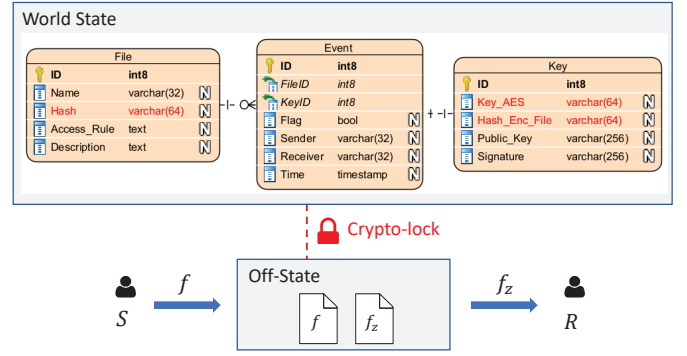 World State
File
ID int8
Name varchar(32) N
Hash varchar(64) N
Access_Rule text N
Description text N
Event
ID int8
FileID int8
KeyID int8
Flag bool N
Sender varchar(32) N
Receiver varchar(32) N
Time timestamp N
Key
ID int8
Key_AES varchar(64) N
Hash_Enc_File varchar(64) N
Public_Key varchar(256) N
Signature varchar(256) N
Crypto-lock
Off-State
S
f
f
f_z
f_z
R